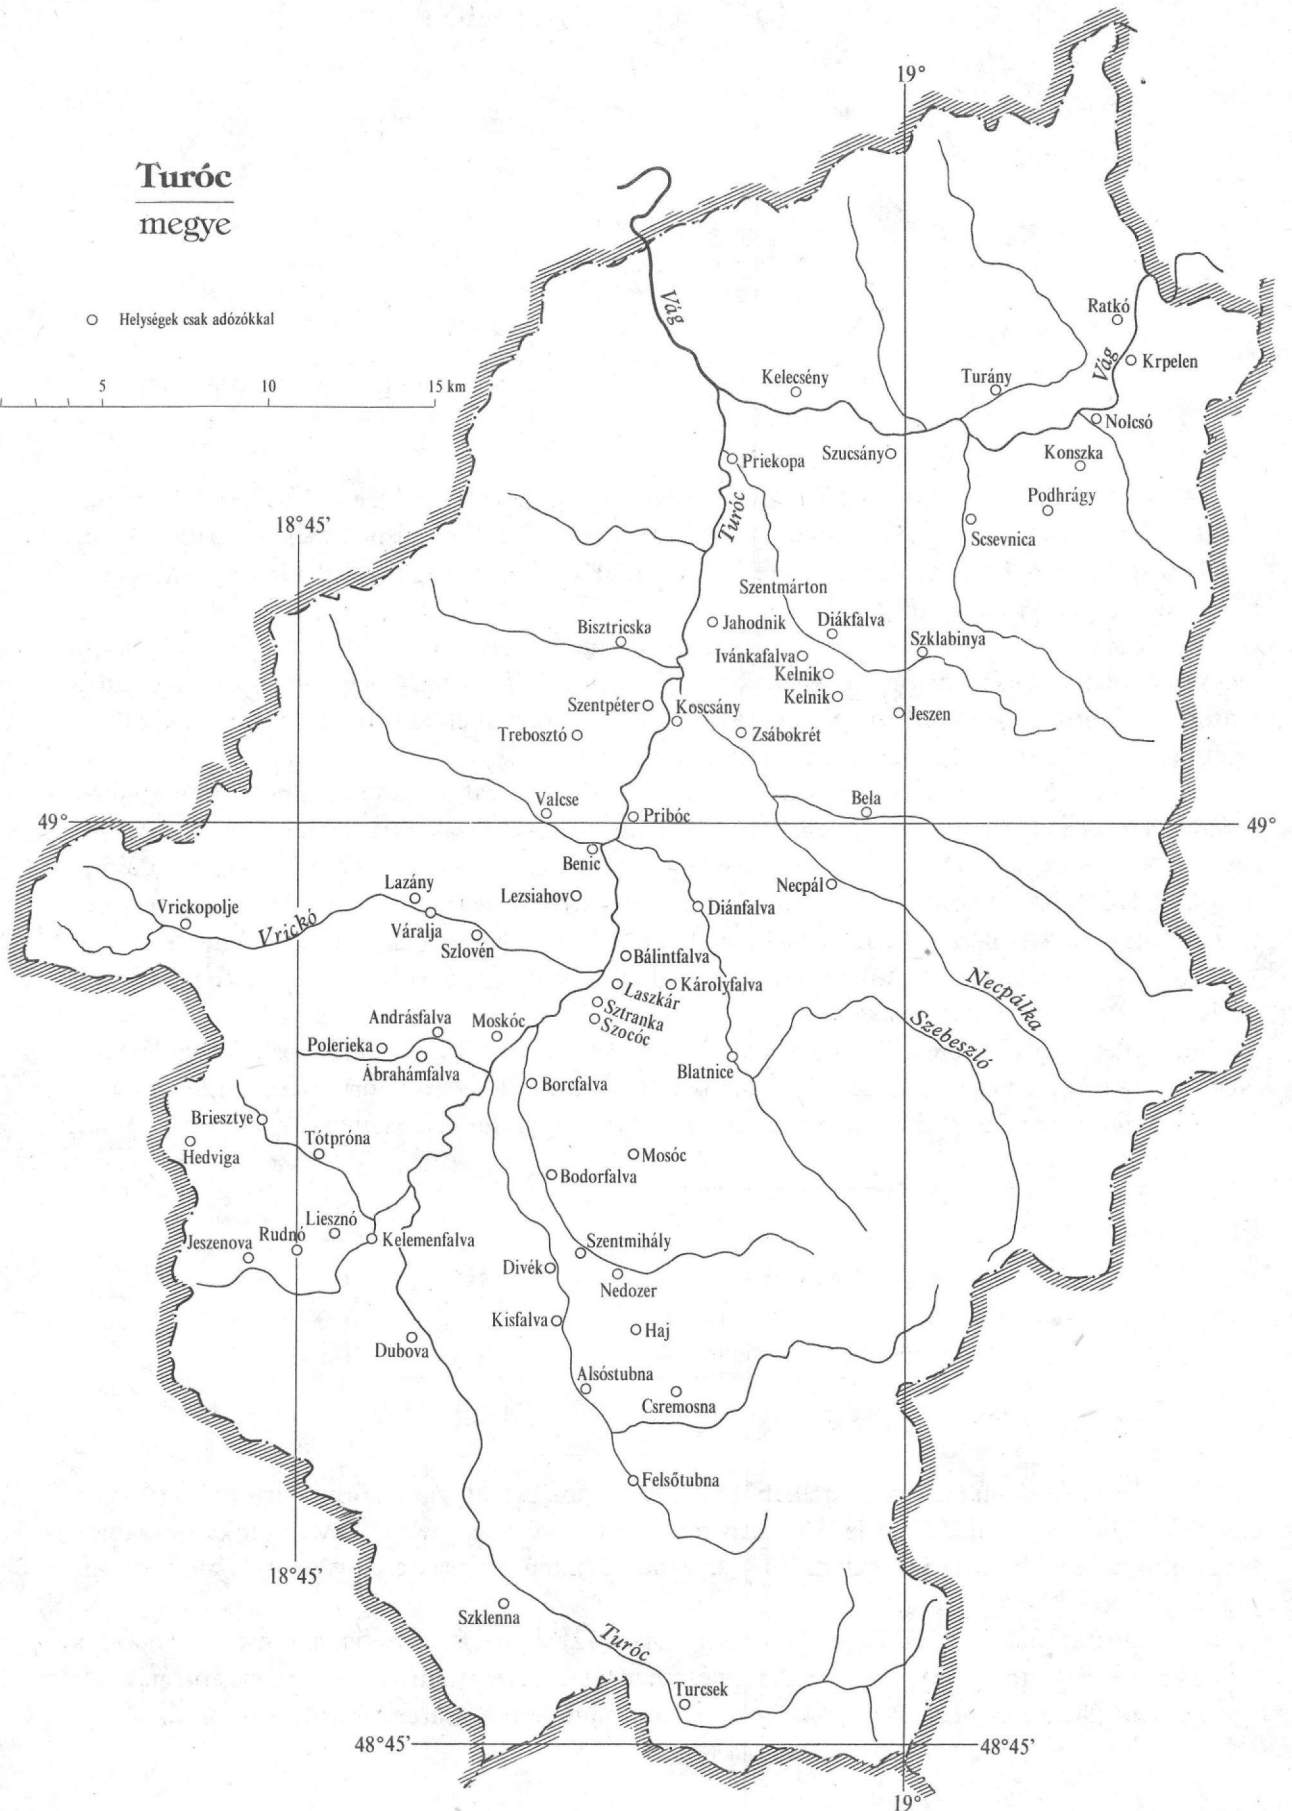 19°
Turóc
megye
Helységek csak adózókkal
5
10
15 km
Vág
Ratkó
Vág
Krpelen
Kelecsény
Turány
Nolcsó
Priekopa
Szucsány
Konszka
Podhrágy
Turóc
18°45'
Scsevnica
Szentmárton
Jahodnik
Diákfalva
Bisztricska
Szklabinya
Ivánkafalva
Kelnik
Kelnik
Szentpéter
Koscsány
Jeszen
Trebosztó
Zsábokrét
Valcse
Bela
Pribóc
49°
49°
Benic
Lazány
Lezsiahov
Necpál
Vrickopolje
Vrickó
Váralja
Diánfalva
Szlovén
Bálintfalva
Laszkár
Károlyfalva
Necpálka
Sztranka
Szocóc
Szebeszló
Andrásfalva
Moskóc
Polerieka
Ábrahámfalva
Blatnice
Borcfalva
Briesztye
Tótpróna
Hedviga
Mosóc
Bodorfalva
Liesznó
Rudnó
Jeszenova
Kelemenfalva
Szentmihály
Divék
Nedozer
Kisfalva
Haj
Dubova
Alsóstubna
Csremosna
Felsőtubna
18°45'
Szklenna
Turóc
Turcsek
48°45'
48°45'
19°